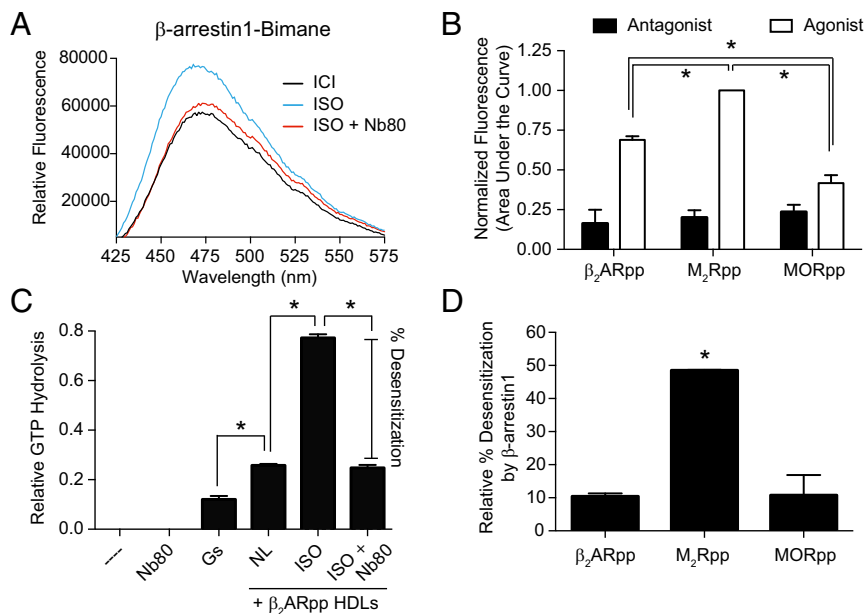 A
β-arrestin1-Bimane
Relative Fluorescence
80000
60000
40000
20000
ICI
ISO
ISO + Nb80
425 450 475 500 525 550 575
Wavelength (nm)
B
Antagonist Agonist
Normalized Fluorescence
(Area Under the Curve)
1.25
1.00
0.75
0.50
0.25
0.00
*
* *
β₂ARpp M₂Rpp MORpp
C
Relative GTP Hydrolysis
0.8
0.6
0.4
0.2
0.0
* *
*
% Desensitization
---- Nb80 Gs NL ISO ISO + Nb80
+ β₂ARpp HDLs
D
Relative % Desensitization
by β-arrestin1
60
50
40
30
20
10
0
*
β₂ARpp M₂Rpp MORpp